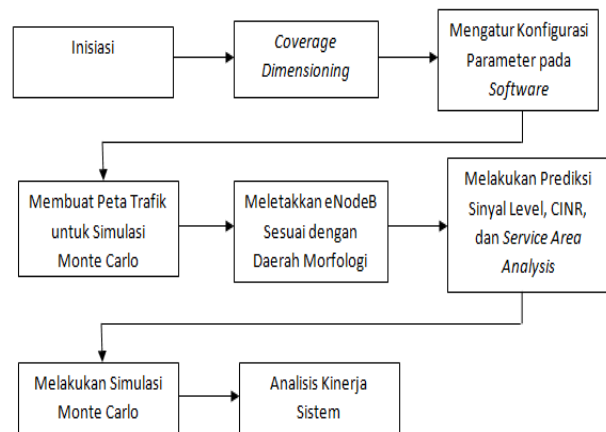 Inisiasi
Coverage
Dimensioning
Mengatur Konfigurasi
Parameter pada
Software
Membuat Peta Trafik
untuk Simulasi
Monte Carlo
Meletakkan eNodeB
Sesuai dengan
Daerah Morfologi
Melakukan Prediksi
Sinyal Level, CINR,
dan Service Area
Analysis
Melakukan Simulasi
Monte Carlo
Analisis Kinerja
Sistem